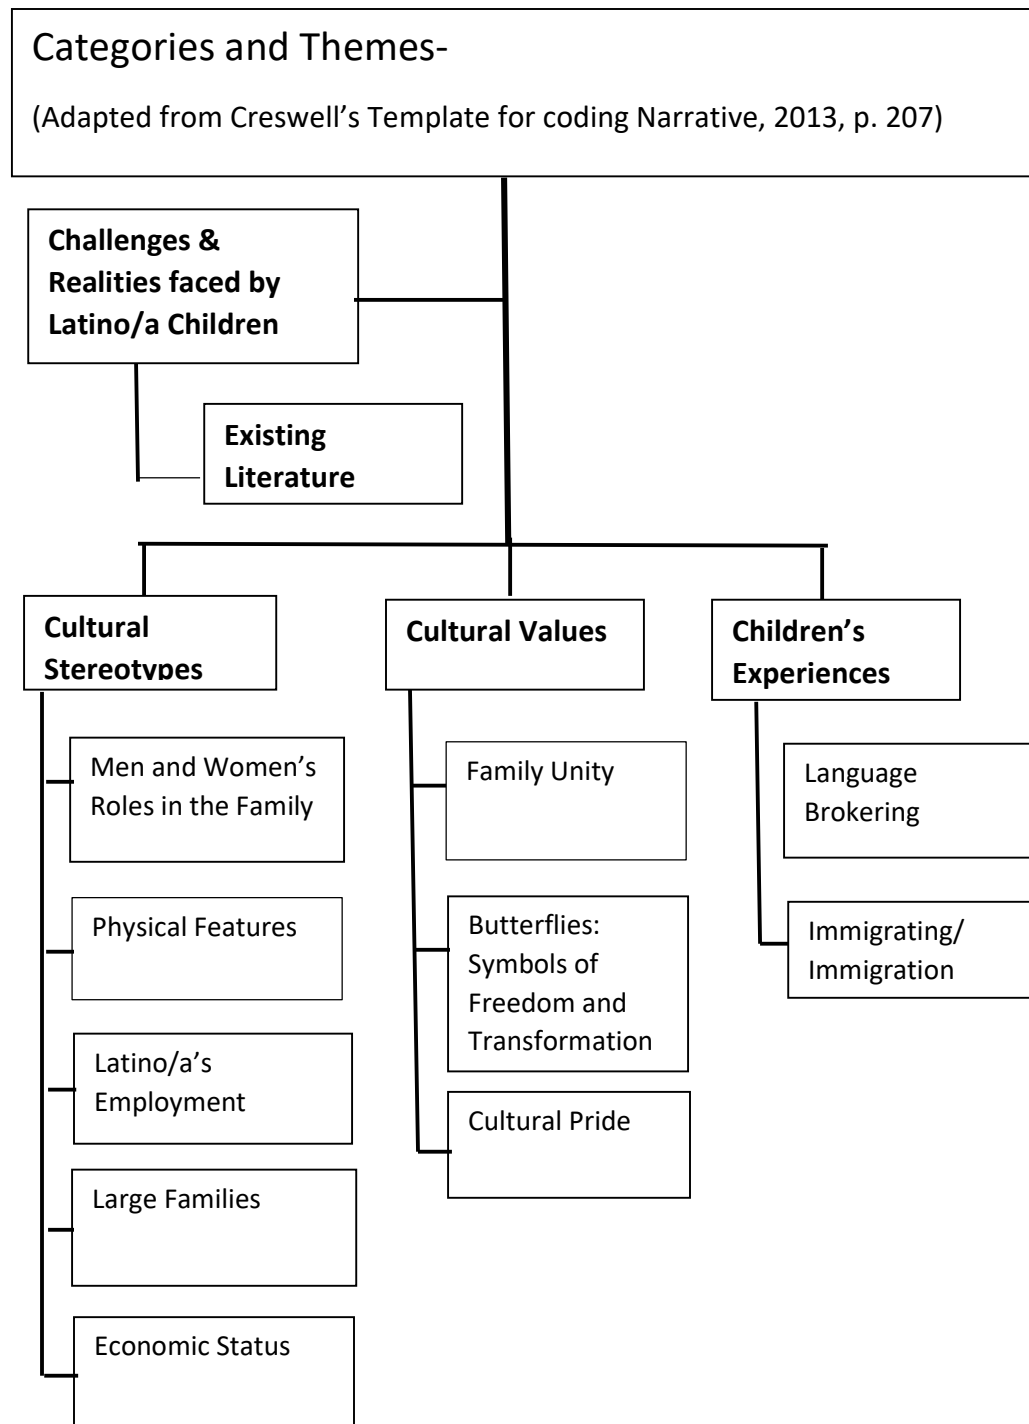 Categories and Themes-
(Adapted from Creswell’s Template for coding Narrative, 2013, p. 207)
Challenges &
Realities faced by
Latino/a Children
Existing
Literature
Cultural
Stereotypes
Men and Women’s
Roles in the Family
Physical Features
Latino/a’s
Employment
Large Families
Economic Status
Cultural Values
Family Unity
Butterflies:
Symbols of
Freedom and
Transformation
Cultural Pride
Children’s
Experiences
Language
Brokering
Immigrating/
Immigration